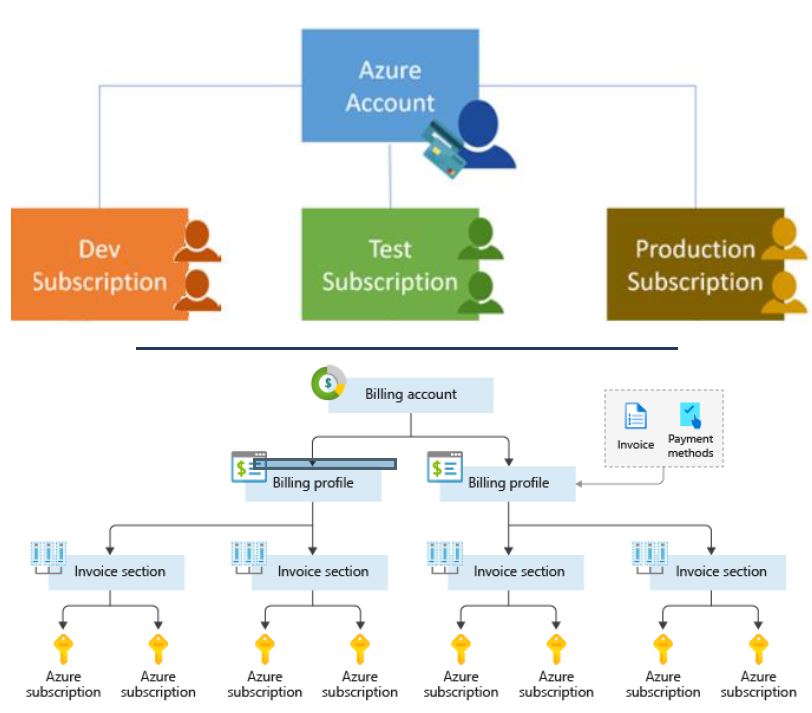 Azure
Account
Dev
Subscription
Test
Subscription
Production
Subscription
Billing account
Invoice
Payment
methods
Billing profile
Billing profile
Invoice section
Invoice section
Invoice section
Invoice section
Azure
subscription
Azure
subscription
Azure
subscription
Azure
subscription
Azure
subscription
Azure
subscription
Azure
subscription
Azure
subscription